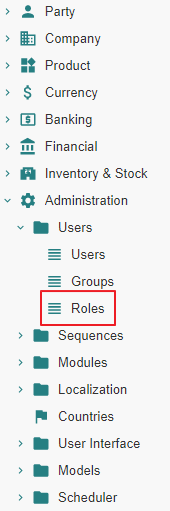 Party
Company
Product
Currency
Banking
Financial
Inventory & Stock
Administration
Users
Users
Groups
Roles
Sequences
Modules
Localization
Countries
User Interface
Models
Scheduler